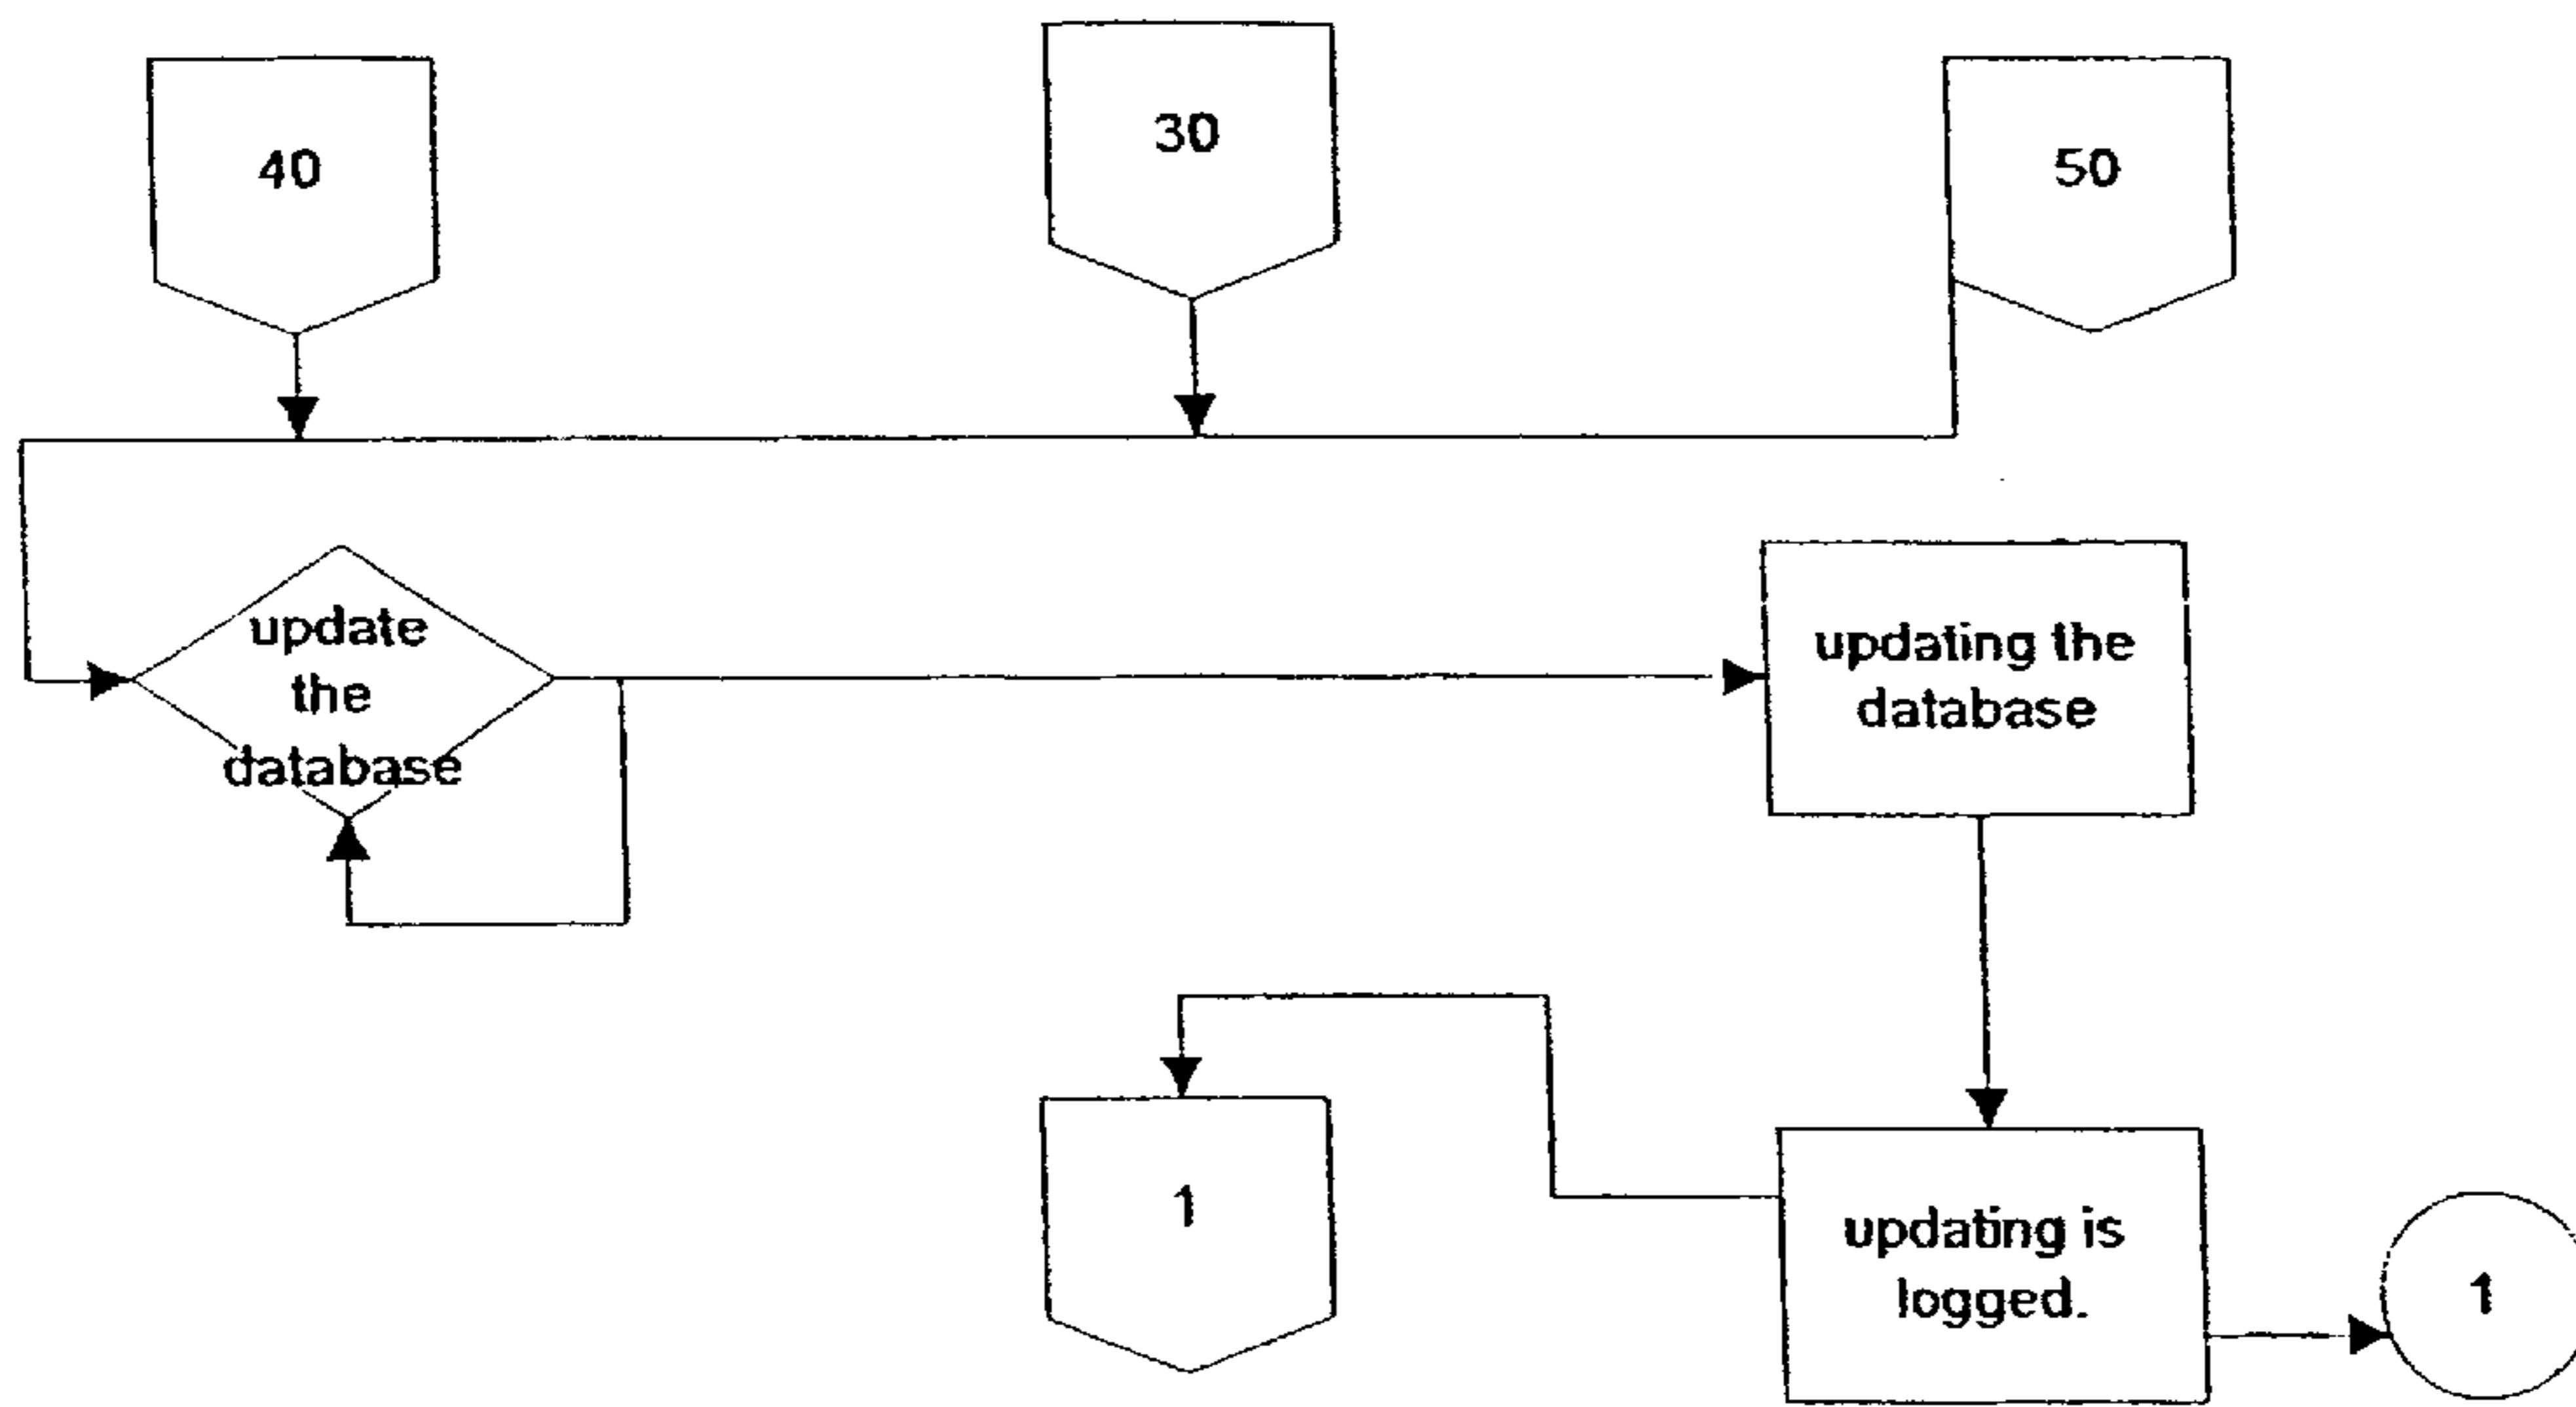 40
30
50
update
the
database
updating the
database
1
updating is
logged.
1